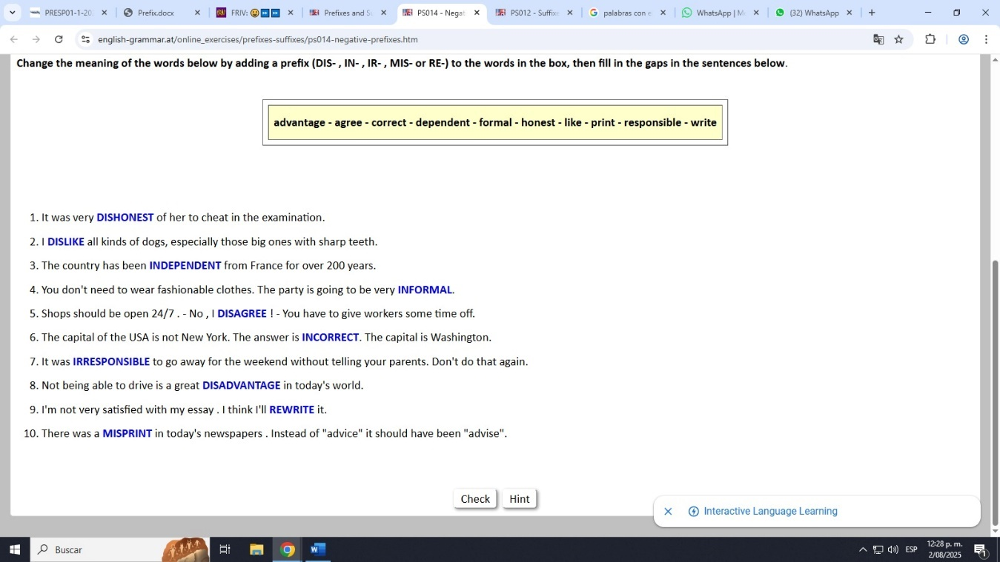 PRESP01-1-20
Prefix.docx
FRIV: 😀⏩⏩
Prefixes and S
PS014 - Negat
PS012 - Suffixe
palabras con e
WhatsApp | M
(32) WhatsApp
english-grammar.at/online_exercises/prefixes-suffixes/ps014-negative-prefixes.htm
Change the meaning of the words below by adding a prefix (DIS- , IN- , IR- , MIS- or RE-) to the words in the box, then fill in the gaps in the sentences below.
advantage - agree - correct - dependent - formal - honest - like - print - responsible - write
1. It was very DISHONEST of her to cheat in the examination.
2. I DISLIKE all kinds of dogs, especially those big ones with sharp teeth.
3. The country has been INDEPENDENT from France for over 200 years.
4. You don't need to wear fashionable clothes. The party is going to be very INFORMAL.
5. Shops should be open 24/7 . - No , I DISAGREE ! - You have to give workers some time off.
6. The capital of the USA is not New York. The answer is INCORRECT. The capital is Washington.
7. It was IRRESPONSIBLE to go away for the weekend without telling your parents. Don't do that again.
8. Not being able to drive is a great DISADVANTAGE in today's world.
9. I'm not very satisfied with my essay . I think I'll REWRITE it.
10. There was a MISPRINT in today's newspapers . Instead of "advice" it should have been "advise".
Check
Hint
Interactive Language Learning
Buscar
ESP
12:28 p. m.
2/08/2025
1